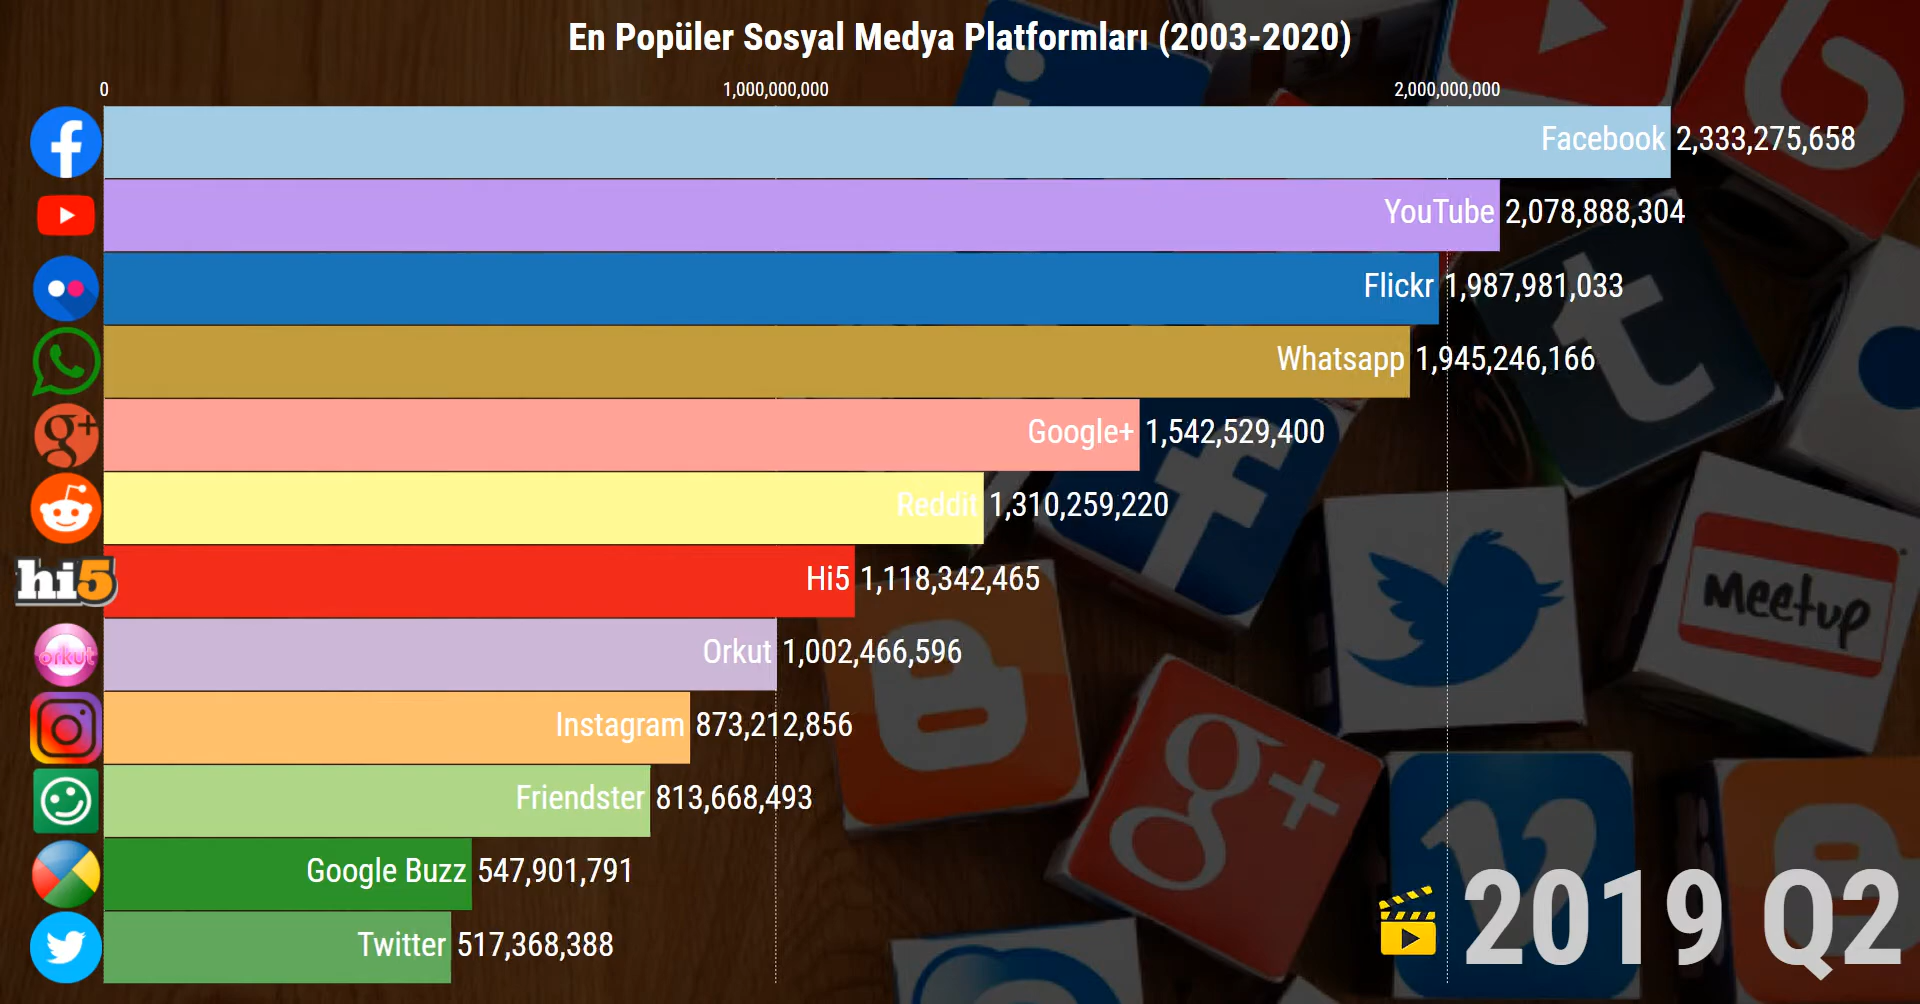 En Popüler Sosyal Medya Platformları (2003-2020)
0 1,000,000,000 2,000,000,000
Facebook 2,333,275,658
YouTube 2,078,888,304
Flickr 1,987,981,033
Whatsapp 1,945,246,166
g+ Google+ 1,542,529,400
Reddit 1,310,259,220
hi5 Hi5 1,118,342,465
orkut Orkut 1,002,466,596
Instagram 873,212,856
Friendster 813,668,493
Google Buzz 547,901,791
Twitter 517,368,388
Meetup
g+
2019 Q2